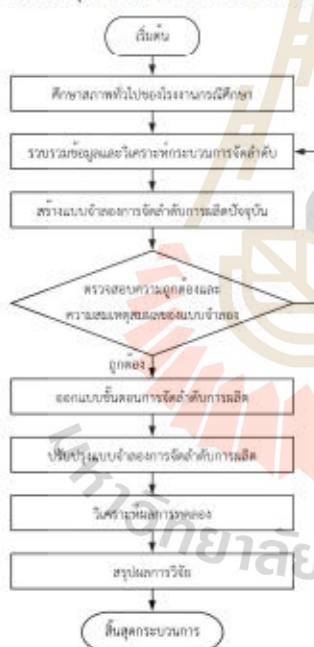 เริ่มต้น
ศึกษาสภาพทั่วไปของโรงงานกรณีศึกษา
รวบรวมข้อมูลและวิเคราะห์กระบวนการจัดลำดับ
สร้างแบบจำลองการจัดลำดับการผลิตปัจจุบัน
ตรวจสอบความถูกต้องและ
ความสมเหตุสมผลของแบบจำลอง
ถูกต้อง
ออกแบบขั้นตอนการจัดลำดับการผลิต
ปรับปรุงแบบจำลองการจัดลำดับการผลิต
วิเคราะห์ผลการทดลอง
สรุปผลการวิจัย
สิ้นสุดกระบวนการ